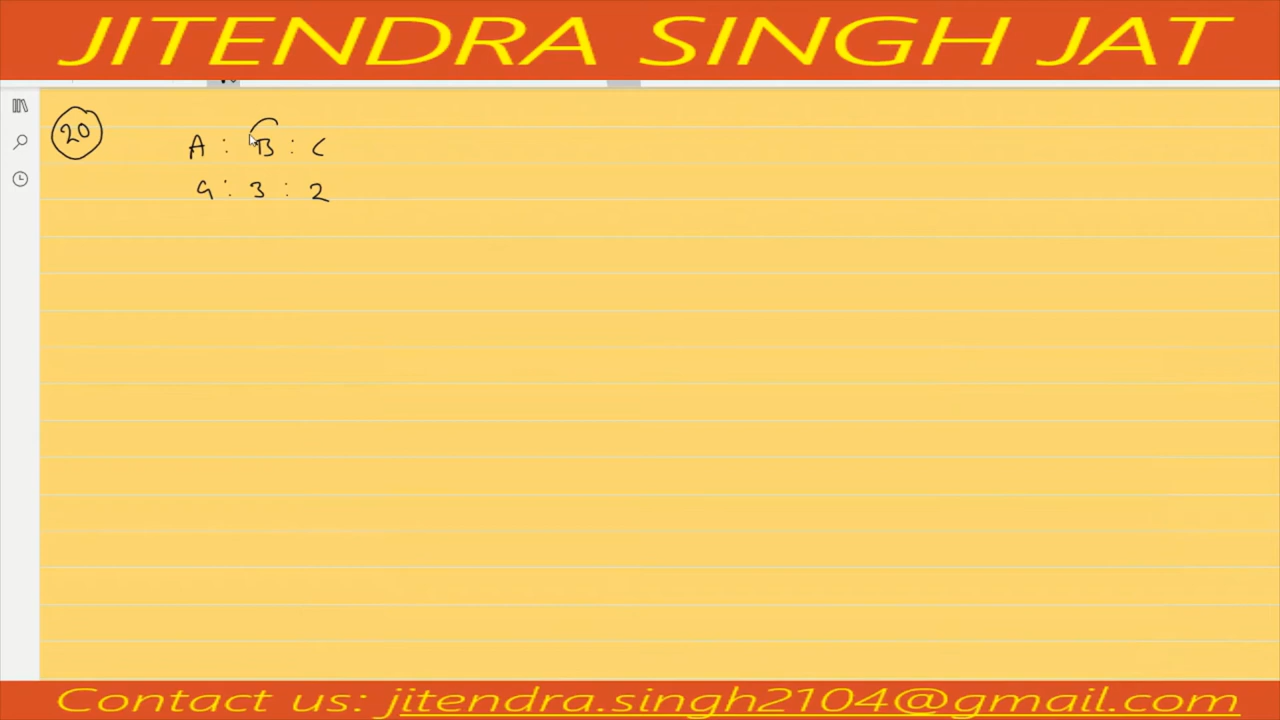 JITENDRA SINGH JAT
20
A : B : C
4 : 3 : 2
Contact us: jitendra.singh2104@gmail.com